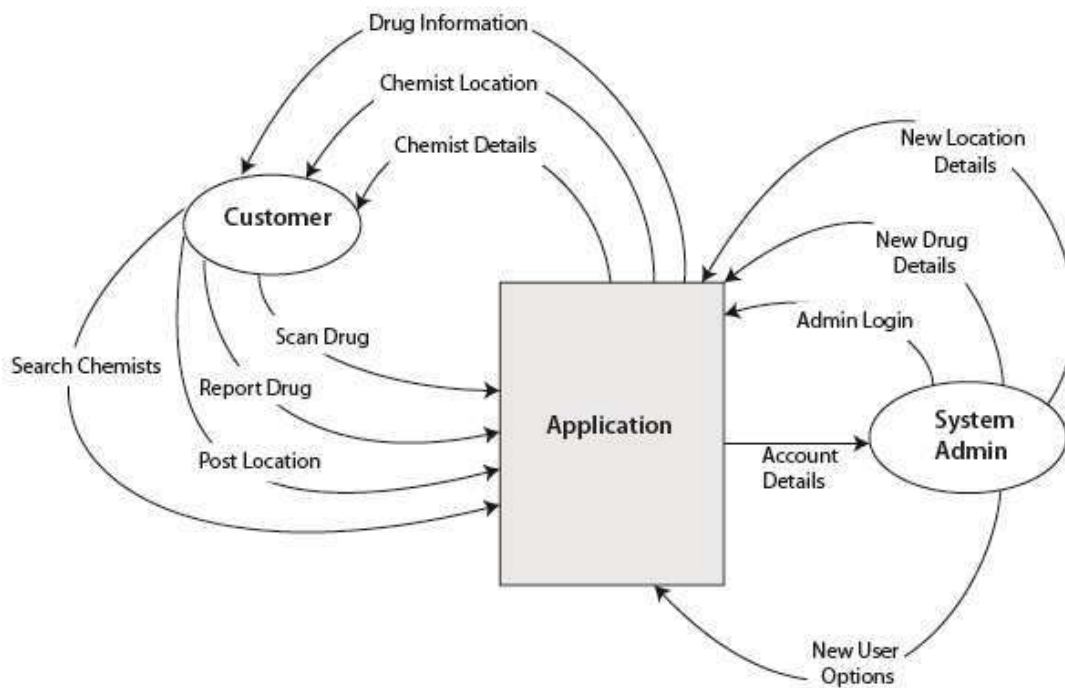 Drug Information
Chemist Location
Chemist Details
New Location
Details
Customer
New Drug
Details
Admin Login
Scan Drug
Search Chemists
Report Drug
Application
System
Admin
Post Location
Account
Details
New User
Options